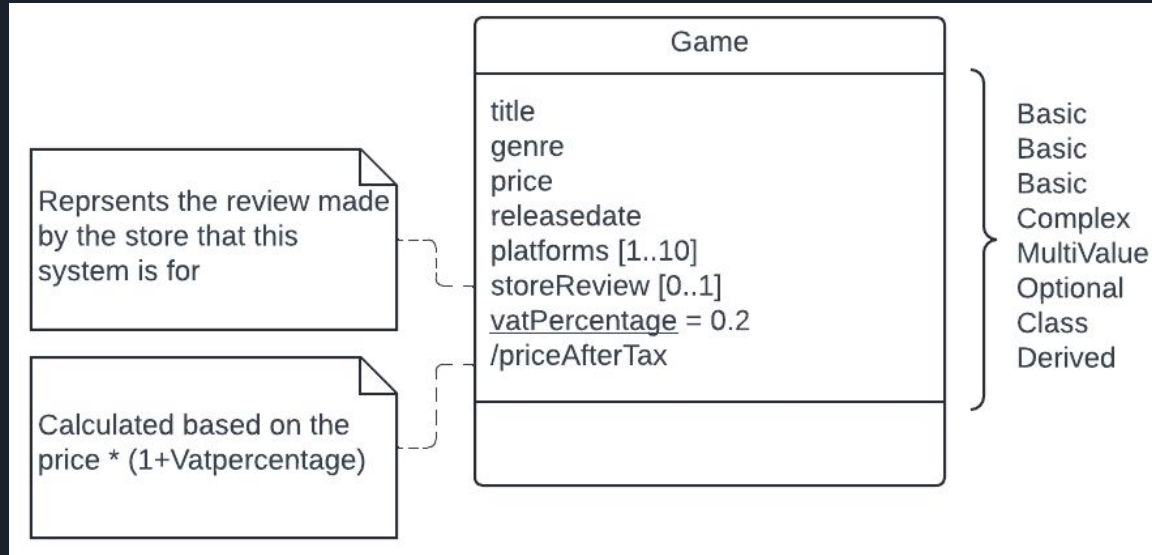 Game
title
genre
price
releasedate
platforms [1..10]
storeReview [0..1]
vatPercentage = 0.2
/priceAfterTax
Reprsents the review made
by the store that this
system is for
Calculated based on the
price * (1+Vatpercentage)
Basic
Basic
Basic
Complex
MultiValue
Optional
Class
Derived